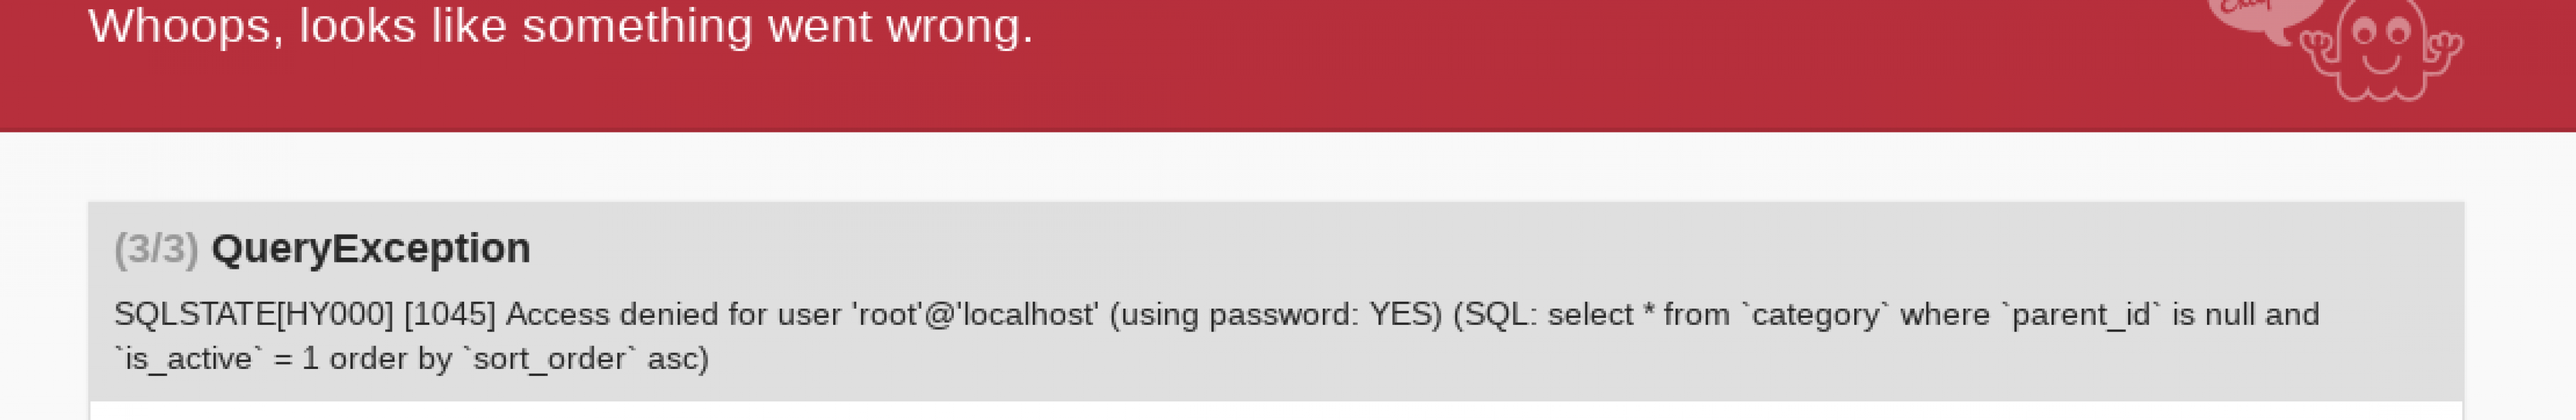 Whoops, looks like something went wrong.
(3/3) QueryException
SQLSTATE[HY000] [1045] Access denied for user 'root'@'localhost' (using password: YES) (SQL: select * from `category` where `parent_id` is null and
`is_active` = 1 order by `sort_order` asc)